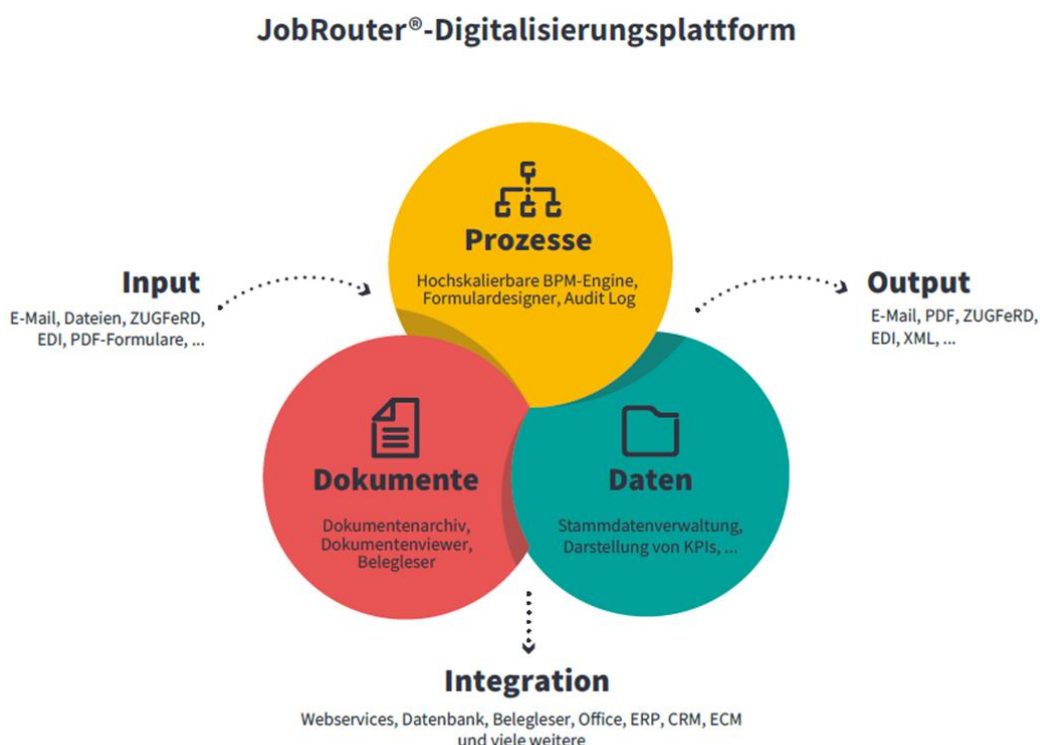 JobRouter®-Digitalisierungsplattform
Prozesse
Hochskalierbare BPM-Engine,
Formulardesigner, Audit Log
Input
E-Mail, Dateien, ZUGFeRD,
EDI, PDF-Formulare, ...
Output
E-Mail, PDF, ZUGFeRD,
EDI, XML, ...
Dokumente
Dokumentenarchiv,
Dokumentenviewer,
Belegleser
Daten
Stammdatenverwaltung,
Darstellung von KPIs, ...
Integration
Webservices, Datenbank, Belegleser, Office, ERP, CRM, ECM
und viele weitere